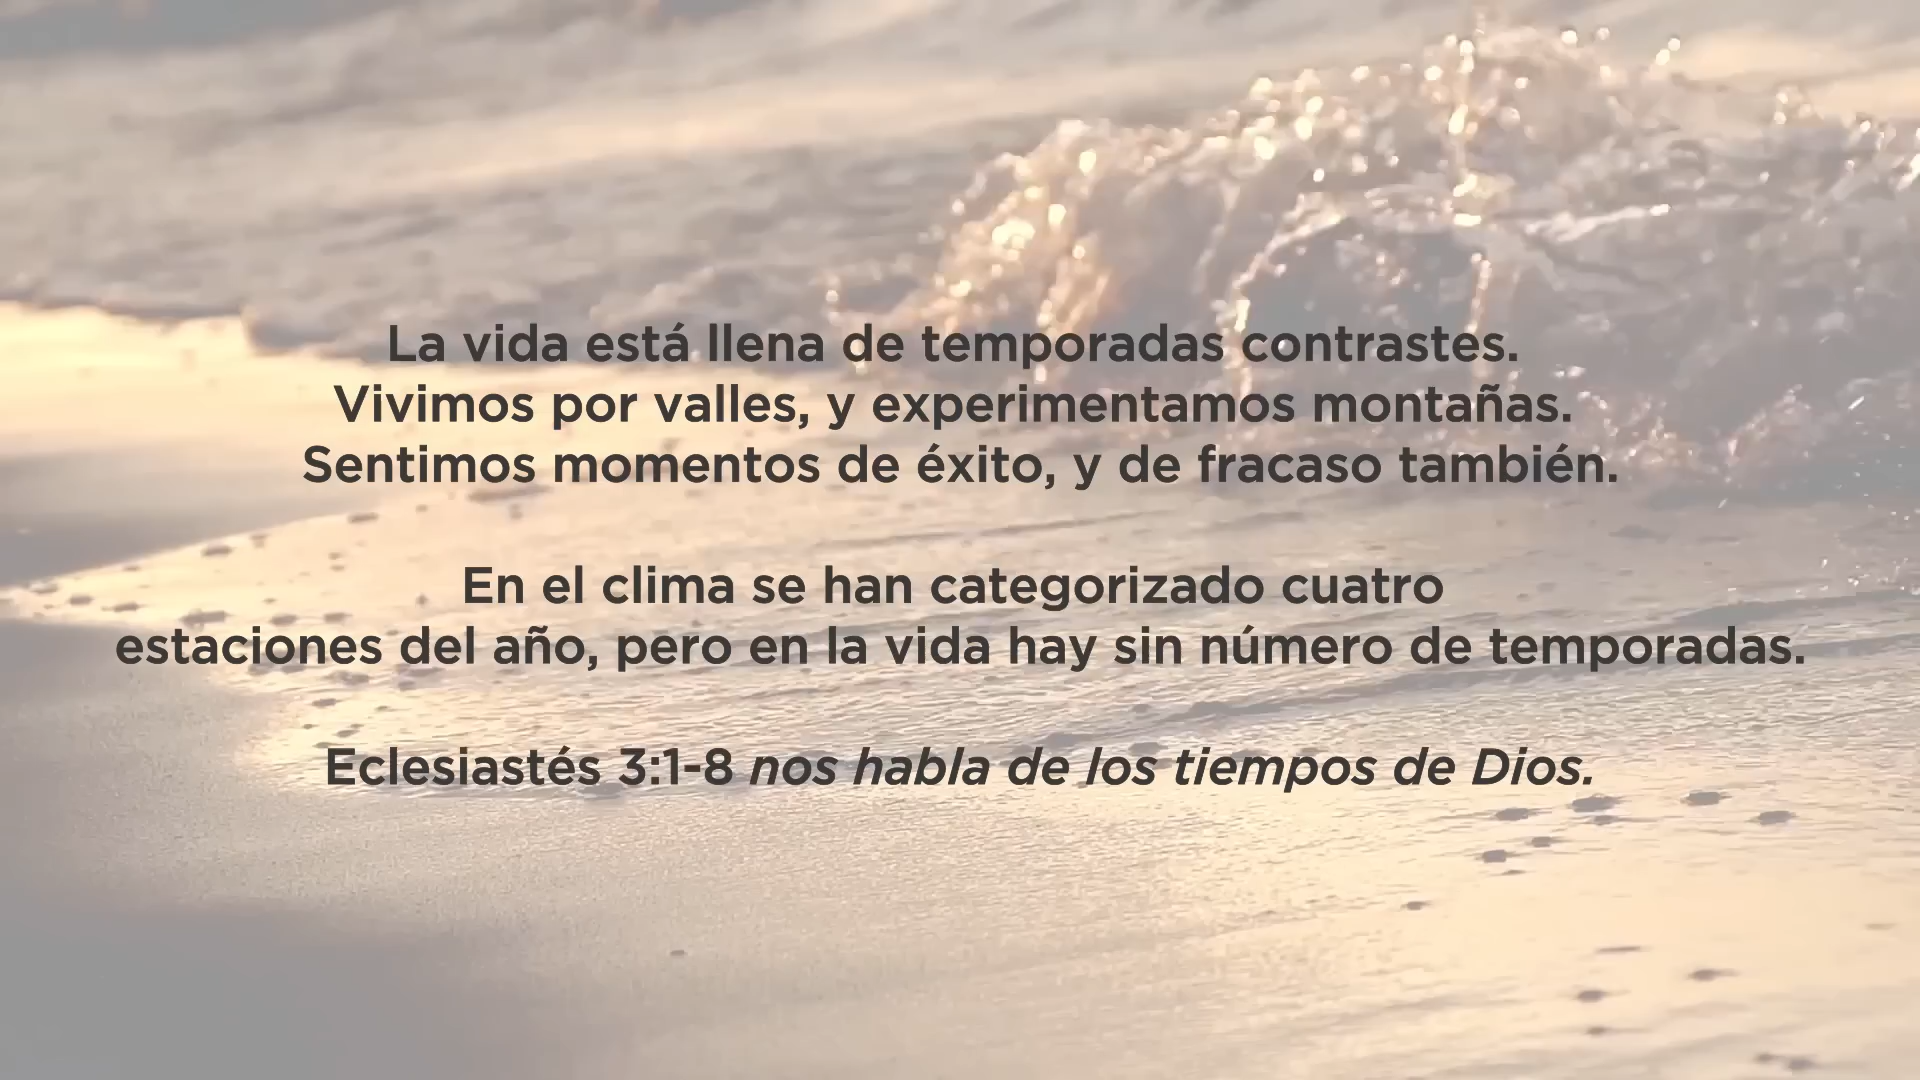 La vida está llena de temporadas contrastes.
Vivimos por valles, y experimentamos montañas.
Sentimos momentos de éxito, y de fracaso también.
En el clima se han categorizado cuatro
estaciones del año, pero en la vida hay sin número de temporadas.
Eclesiastés 3:1-8 nos habla de los tiempos de Dios.